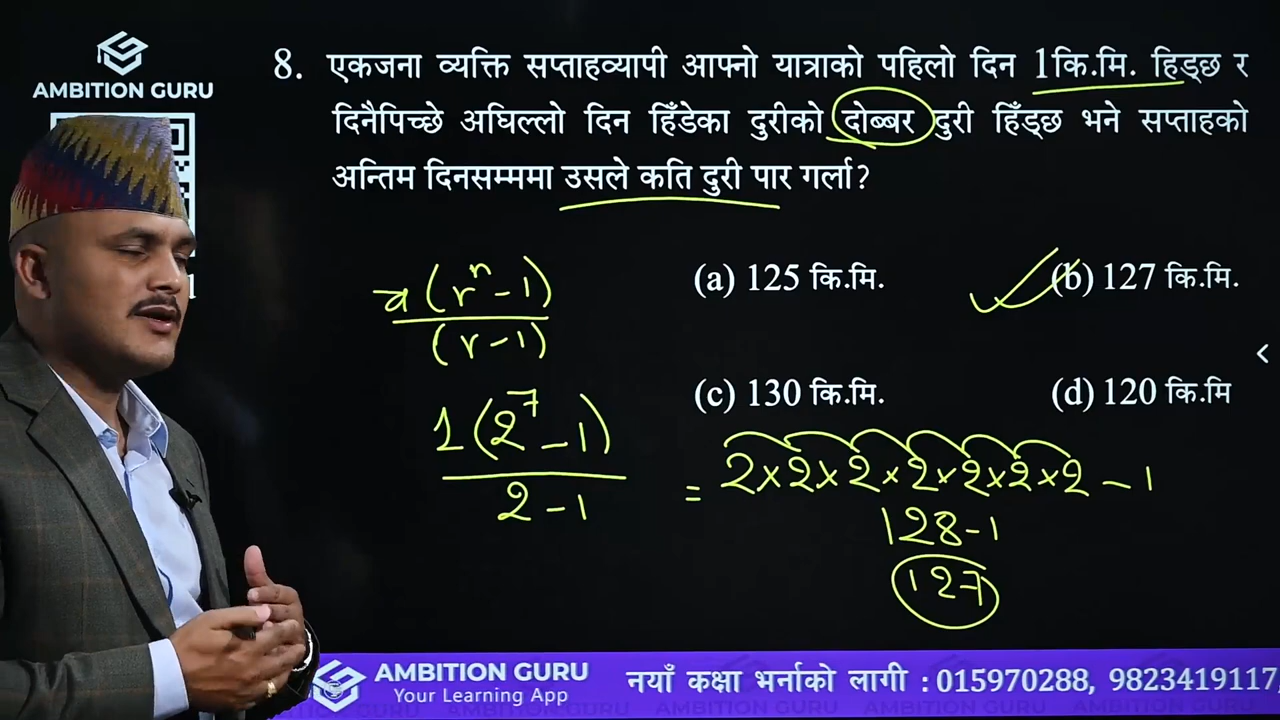 AMBITION GURU
8. एकजना व्यक्ति सप्ताहव्यापी आफ्नो यात्राको पहिलो दिन 1कि.मि. हिड्छ र
दिनैपिच्छे अघिल्लो दिन हिँडेका दुरीको दोब्बर दुरी हिँड्छ भने सप्ताहको
अन्तिम दिनसम्ममा उसले कति दुरी पार गर्ला?
(a) 125 कि.मि.
(b) 127 कि.मि.
(c) 130 कि.मि.
(d) 120 कि.मि
a(rⁿ-1)
(r-1)
1(2⁷-1)
2-1
= 2×2×2×2×2×2×2-1
128-1
127
AMBITION GURU
Your Learning App
नयाँ कक्षा भर्नाको लागी : 015970288, 9823419117,